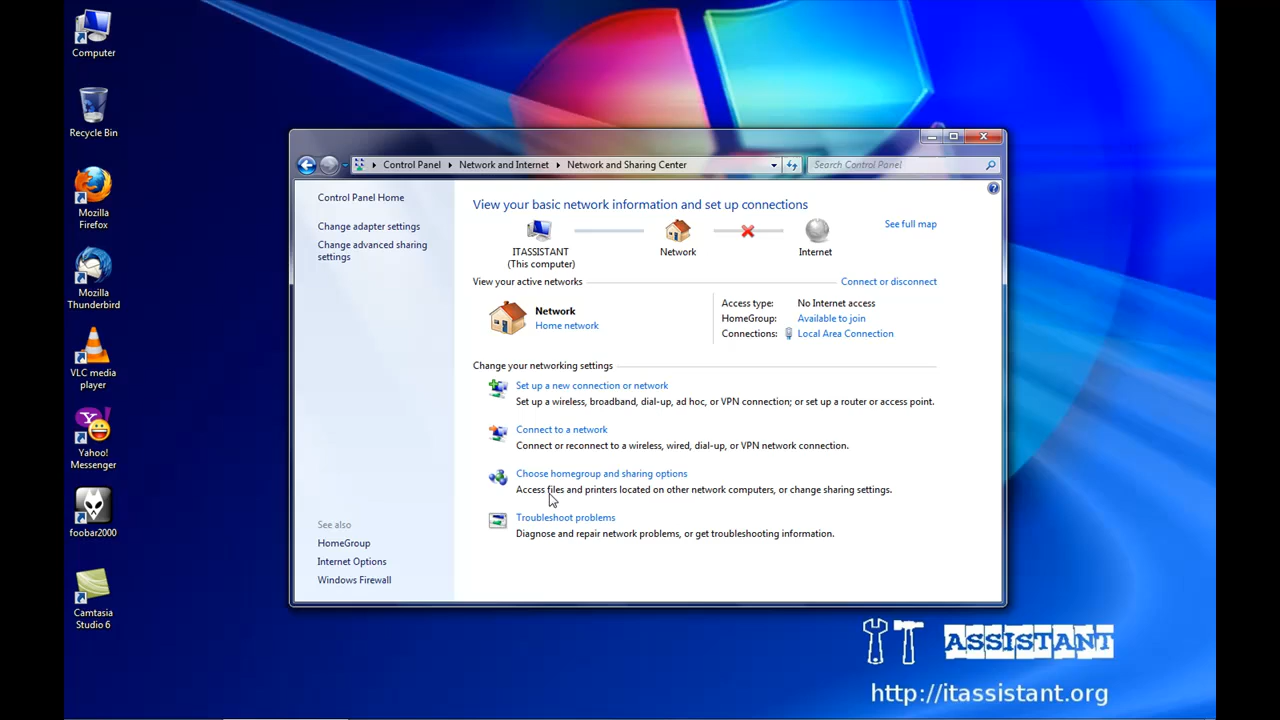 Computer
Recycle Bin
Mozilla
Firefox
Mozilla
Thunderbird
VLC media
player
Yahoo!
Messenger
foobar2000
Camtasia
Studio 6
Control Panel
Network and Internet
Network and Sharing Center
Search Control Panel
Control Panel Home
Change adapter settings
Change advanced sharing
settings
See also
HomeGroup
Internet Options
Windows Firewall
View your basic network information and set up connections
See full map
ITASSISTANT
(This computer)
Network
Internet
View your active networks
Connect or disconnect
Network
Home network
Access type: No Internet access
HomeGroup: Available to join
Connections: Local Area Connection
Change your networking settings
Set up a new connection or network
Set up a wireless, broadband, dial-up, ad hoc, or VPN connection; or set up a router or access point.
Connect to a network
Connect or reconnect to a wireless, wired, dial-up, or VPN network connection.
Choose homegroup and sharing options
Access files and printers located on other network computers, or change sharing settings.
Troubleshoot problems
Diagnose and repair network problems, or get troubleshooting information.
IT ASSISTANT
http://itassistant.org